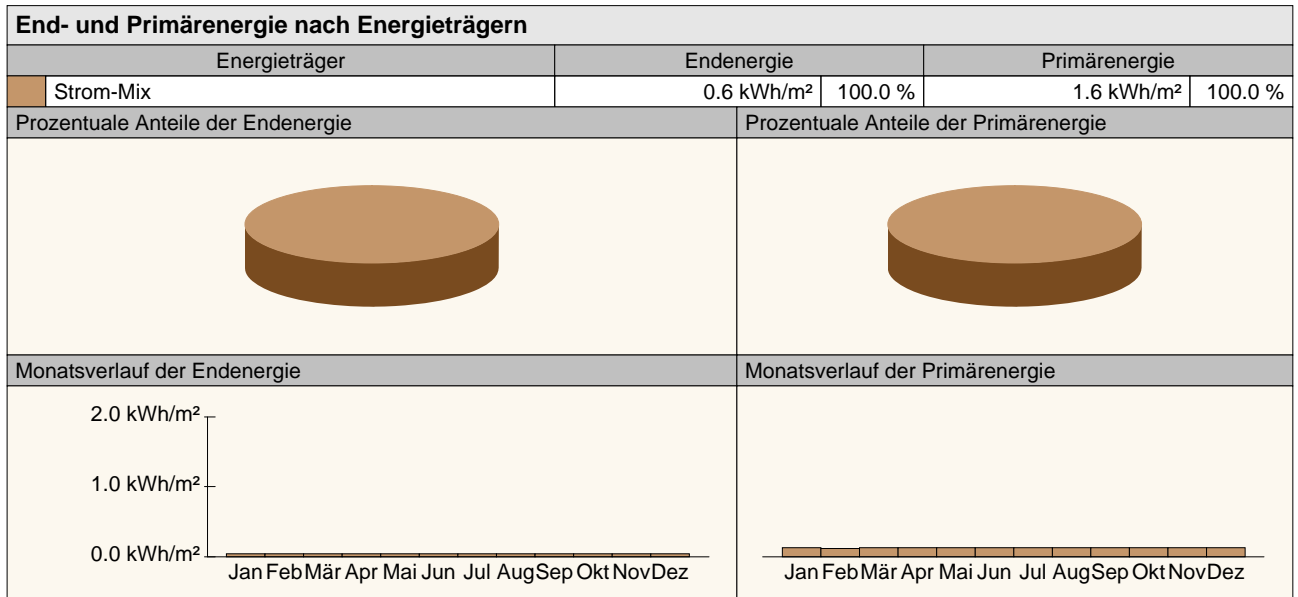 End- und Primärenergie nach Energieträgern
Energieträger Endenergie Primärenergie
Strom-Mix 0.6 kWh/m² 100.0 % 1.6 kWh/m² 100.0 %
Prozentuale Anteile der Endenergie Prozentuale Anteile der Primärenergie
Monatsverlauf der Endenergie Monatsverlauf der Primärenergie
2.0 kWh/m²
1.0 kWh/m²
0.0 kWh/m²
Jan Feb Mär Apr Mai Jun Jul Aug Sep Okt Nov Dez Jan Feb Mär Apr Mai Jun Jul Aug Sep Okt Nov Dez